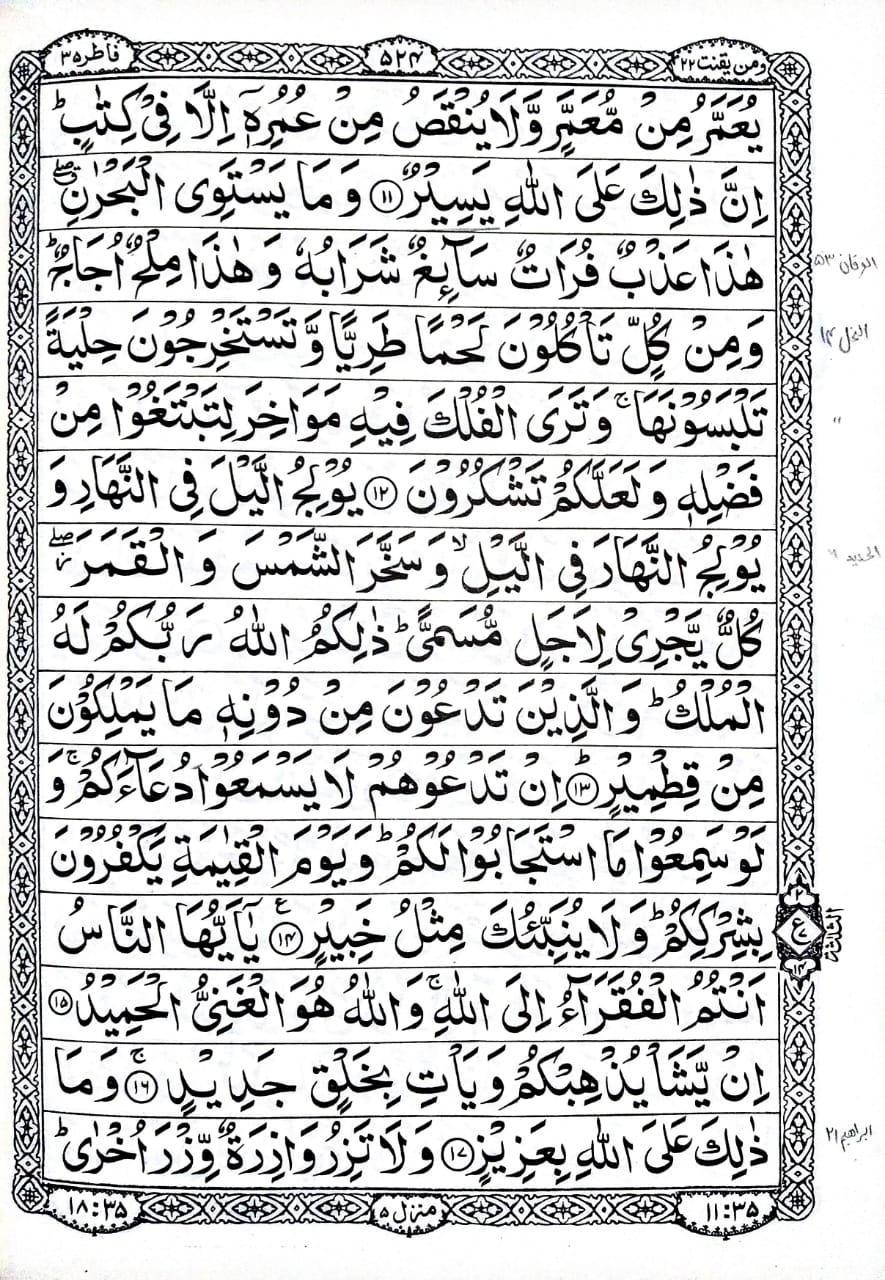 ومن یقنت ۲۲
۵۲۴
فاطر ۳۵
یُعَمَّرُ مِنْ مُّعَمَّرٍ وَّلَا یُنْقَصُ مِنْ عُمُرِهٖۤ اِلَّا فِیْ كِتٰبٍ ؕ
اِنَّ ذٰلِكَ عَلَی اللّٰهِ یَسِیْرٌ ۱۱ وَ مَا یَسْتَوِی الْبَحْرٰنِ ۖۗ
هٰذَا عَذْبٌ فُرَاتٌ سَآىِٕغٌ شَرَابُهٗ وَ هٰذَا مِلْحٌ اُجَاجٌ ؕ
وَ مِنْ كُلٍّ تَاْكُلُوْنَ لَحْمًا طَرِیًّا وَّ تَسْتَخْرِجُوْنَ حِلْیَةً
تَلْبَسُوْنَهَا ۚ وَ تَرَی الْفُلْكَ فِیْهِ مَوَاخِرَ لِتَبْتَغُوْا مِنْ
فَضْلِهٖ وَ لَعَلَّكُمْ تَشْكُرُوْنَ ۱۲ یُوْلِجُ الَّیْلَ فِی النَّهَارِ وَ
یُوْلِجُ النَّهَارَ فِی الَّیْلِ ۙ وَ سَخَّرَ الشَّمْسَ وَ الْقَمَرَ ۖؗ
كُلٌّ یَّجْرِیْ لِاَجَلٍ مُّسَمًّی ؕ ذٰلِكُمُ اللّٰهُ رَبُّكُمْ لَهُ
الْمُلْكُ ؕ وَ الَّذِیْنَ تَدْعُوْنَ مِنْ دُوْنِهٖ مَا یَمْلِكُوْنَ
مِنْ قِطْمِیْرٍ ؕ ۱۳ اِنْ تَدْعُوْهُمْ لَا یَسْمَعُوْا دُعَآءَكُمْ ۚ وَ
لَوْ سَمِعُوْا مَا اسْتَجَابُوْا لَكُمْ ؕ وَ یَوْمَ الْقِیٰمَةِ یَكْفُرُوْنَ
بِشِرْكِكُمْ ؕ وَ لَا یُنَبِّئُكَ مِثْلُ خَبِیْرٍ ۱۴ ع یٰۤاَیُّهَا النَّاسُ
اَنْتُمُ الْفُقَرَآءُ اِلَی اللّٰهِ ۚ وَ اللّٰهُ هُوَ الْغَنِیُّ الْحَمِیْدُ ۱۵
اِنْ یَّشَاْ یُذْهِبْكُمْ وَ یَاْتِ بِخَلْقٍ جَدِیْدٍ ۚ ۱۶ وَ مَا
ذٰلِكَ عَلَی اللّٰهِ بِعَزِیْزٍ ۱۷ وَ لَا تَزِرُ وَازِرَةٌ وِّزْرَ اُخْرٰی ؕ
۱۱:۳۵
منزل ۵
۱۸:۳۵
الفرقان ۵۳
النحل ۱۴
"
الحدید ۶
۲
ع
۱۴
الثلاثة
ابراهیم ۲۱